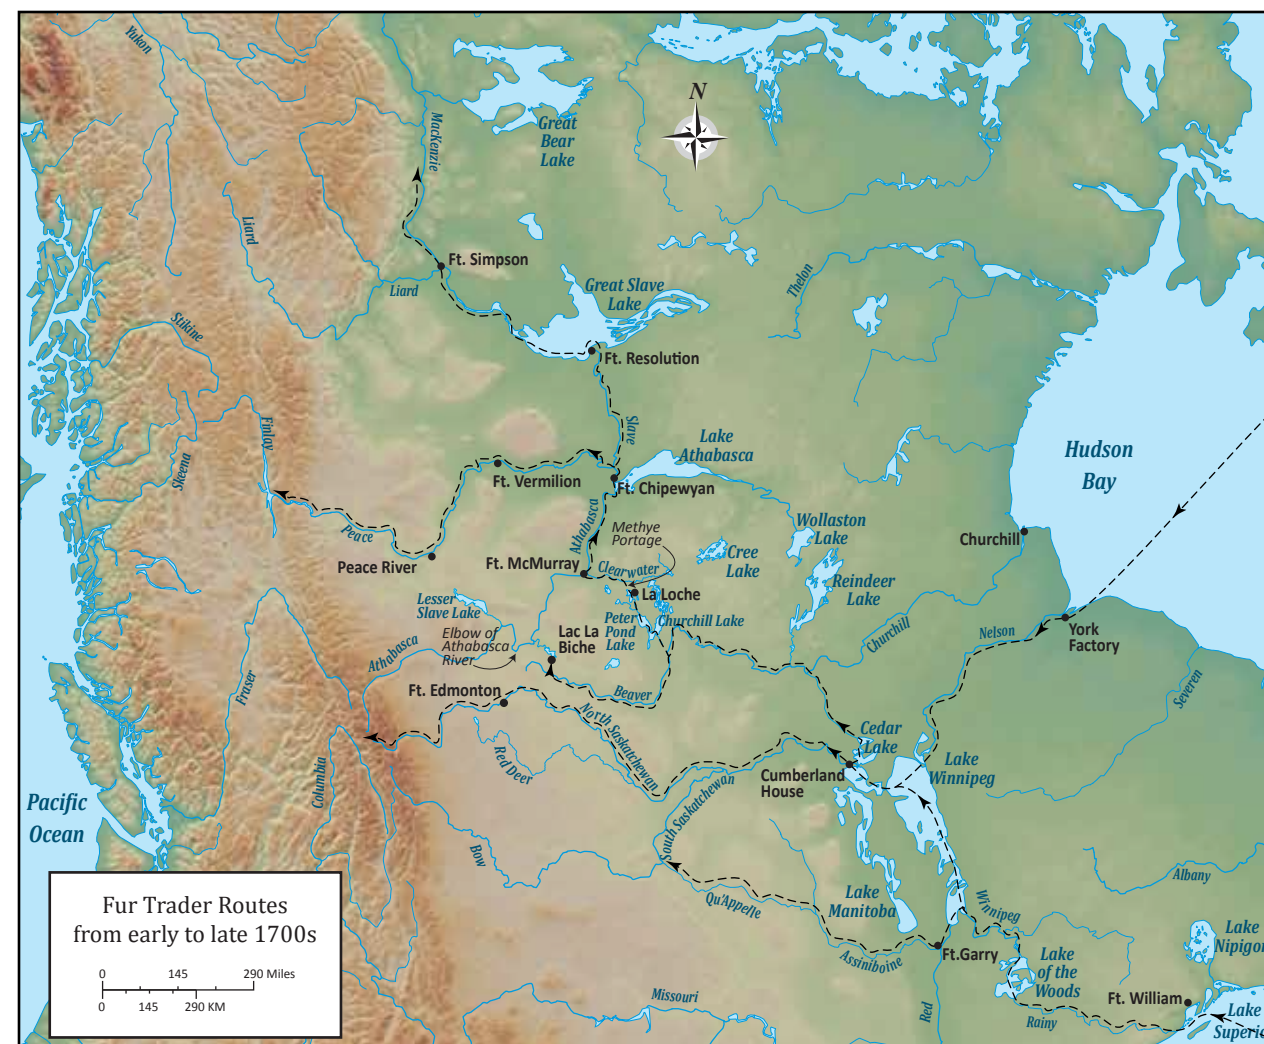 Yukon
MacKenzie
Great
Bear
Lake
N
Liard
Ft. Simpson
Liard
Great Slave
Lake
Thelon
Stikine
Ft. Resolution
Slave
Finlay
Skeena
Lake
Athabasca
Hudson
Bay
Ft. Vermilion
Ft. Chipewyan
Peace
Athabasca
Methye
Portage
Wollaston
Lake
Churchill
Peace River
Ft. McMurray
Clearwater
Cree
Lake
Reindeer
Lake
La Loche
Lesser
Slave Lake
Peter
Pond
Lake
Churchill Lake
Churchill
Nelson
York
Factory
Elbow of
Athabasca
River
Lac La
Biche
Athabasca
Fraser
Ft. Edmonton
Beaver
Severen
North Saskatchewan
Red Deer
Cedar
Lake
Lake
Winnipeg
Columbia
Cumberland
House
Pacific
Ocean
South Saskatchewan
Bow
Albany
Qu'Appelle
Lake
Manitoba
Winnipeg
Assiniboine
Ft.Garry
Lake
of the
Woods
Lake
Nipigon
Missouri
Red
Rainy
Ft. William
Lake
Superio
Fur Trader Routes
from early to late 1700s
0 145 290 Miles
0 145 290 KM